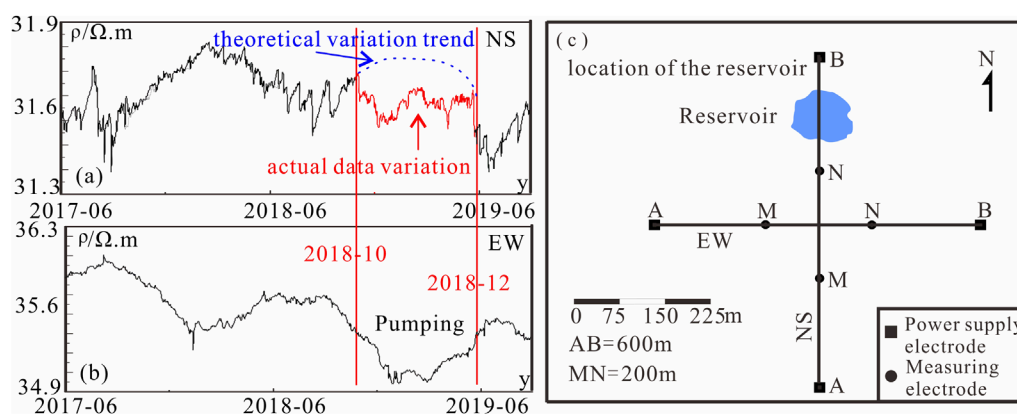 31.9
ρ/Ω.m
theoretical variation trend
NS
31.6
actual data variation
(a)
31.3
y
2017-06
2018-06
2019-06
36.3
ρ/Ω.m
EW
2018-10
2018-12
35.6
Pumping
(b)
34.9
y
2017-06
2018-06
2019-06
(c)
B
N
location of the reservoir
Reservoir
N
A
M
N
B
EW
M
NS
0 75 150 225m
AB=600m
MN=200m
A
Power supply
electrode
Measuring
electrode